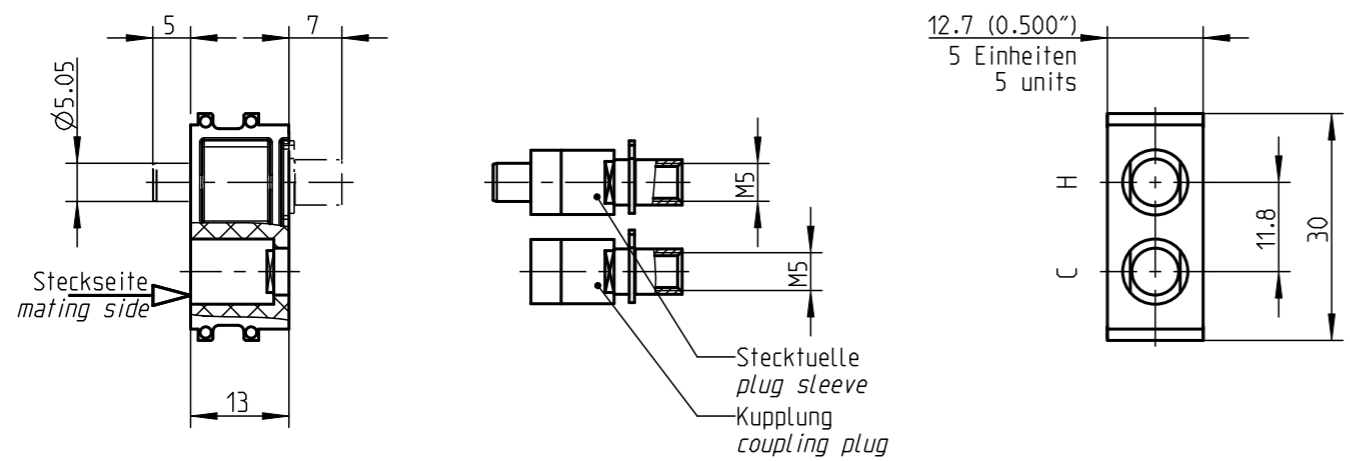 5
7
Ø5.05
Steckseite
mating side
13
M5
M5
Stecktuelle
plug sleeve
Kupplung
coupling plug
12.7 (0.500")
5 Einheiten
5 units
H
C
11.8
30